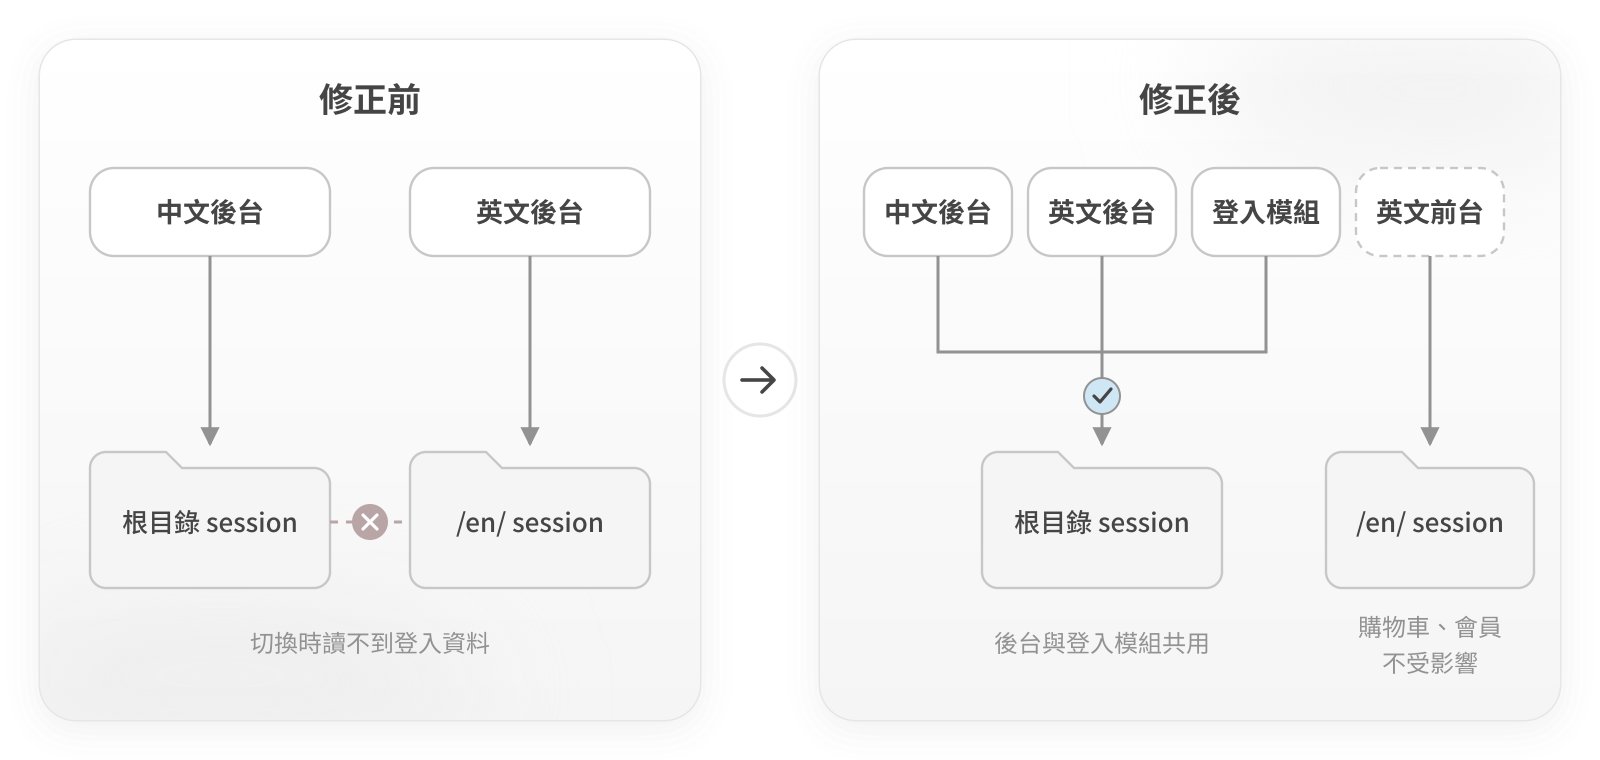 修正前
中文後台
英文後台
根目錄 session
/en/ session
切換時讀不到登入資料
修正後
中文後台
英文後台
登入模組
英文前台
根目錄 session
/en/ session
後台與登入模組共用
購物車、會員
不受影響